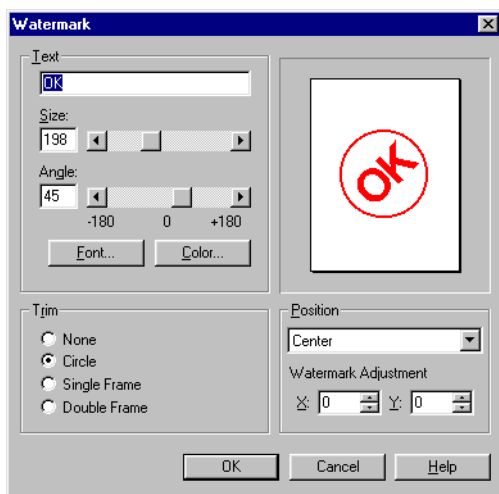 Watermark
Text
OK
Size:
198
Angle:
45
-180 0 +180
Font... Color...
OK
Trim
None
Circle
Single Frame
Double Frame
Position
Center
Watermark Adjustment
X: 0 Y: 0
OK Cancel Help